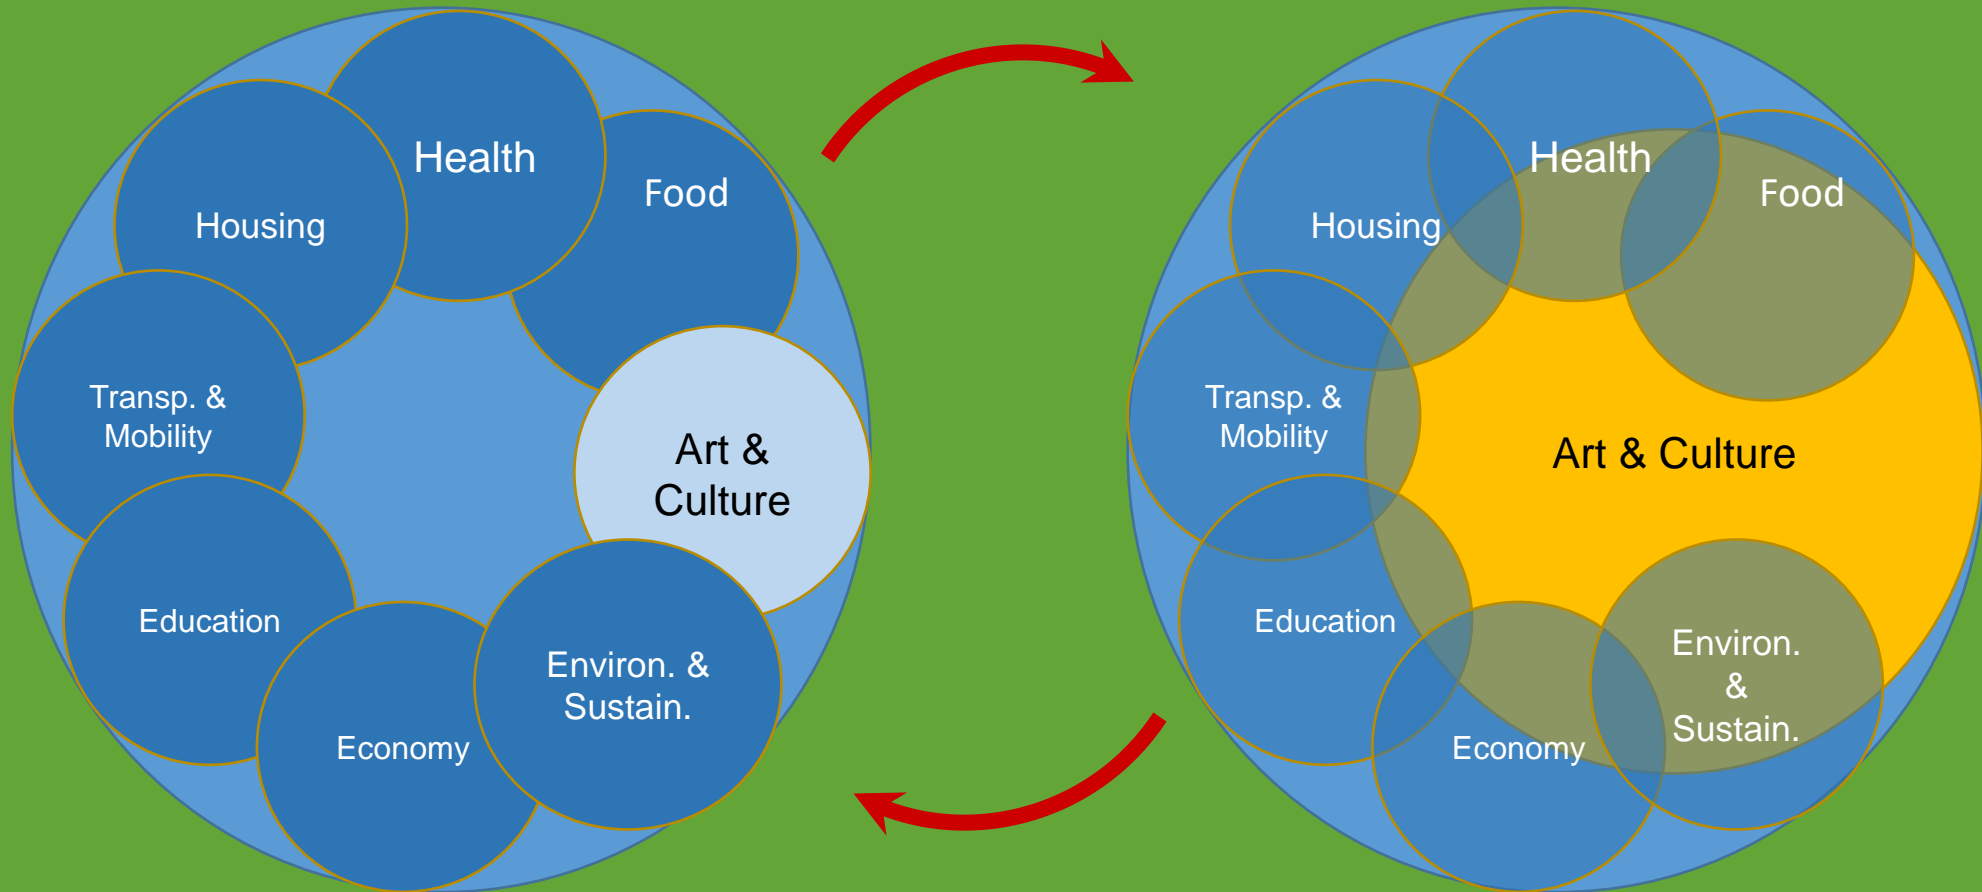 Health
Food
Housing
Transp. &
Mobility
Art &
Culture
Education
Environ. &
Sustain.
Economy
Health
Food
Housing
Transp. &
Mobility
Art & Culture
Education
Environ.
&
Sustain.
Economy